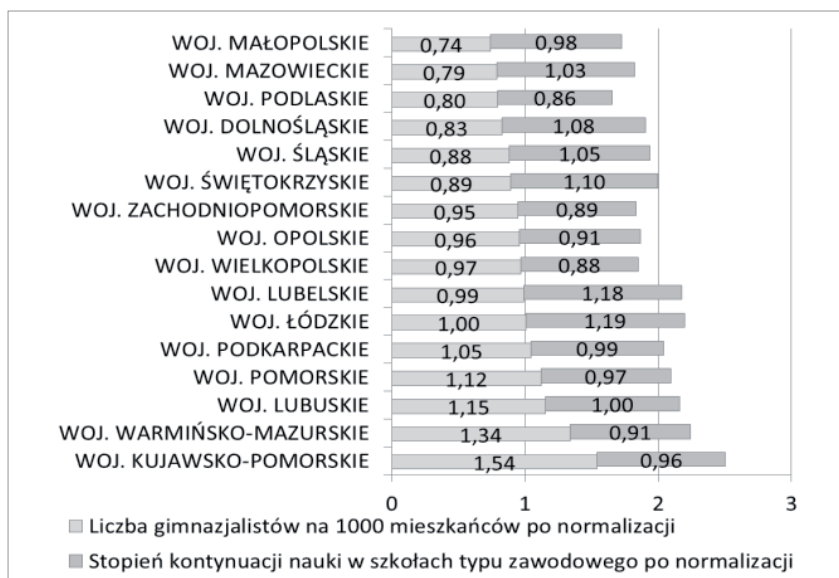 WOJ. MAŁOPOLSKIE 0,74 0,98
WOJ. MAZOWIECKIE 0,79 1,03
WOJ. PODLASKIE 0,80 0,86
WOJ. DOLNOŚLĄSKIE 0,83 1,08
WOJ. ŚLĄSKIE 0,88 1,05
WOJ. ŚWIĘTOKRZYSKIE 0,89 1,10
WOJ. ZACHODNIOPOMORSKIE 0,95 0,89
WOJ. OPOLSKIE 0,96 0,91
WOJ. WIELKOPOLSKIE 0,97 0,88
WOJ. LUBELSKIE 0,99 1,18
WOJ. ŁÓDZKIE 1,00 1,19
WOJ. PODKARPACKIE 1,05 0,99
WOJ. POMORSKIE 1,12 0,97
WOJ. LUBUSKIE 1,15 1,00
WOJ. WARMIŃSKO-MAZURSKIE 1,34 0,91
WOJ. KUJAWSKO-POMORSKIE 1,54 0,96
0 1 2 3
Liczba gimnazjalistów na 1000 mieszkańców po normalizacji
Stopień kontynuacji nauki w szkołach typu zawodowego po normalizacji